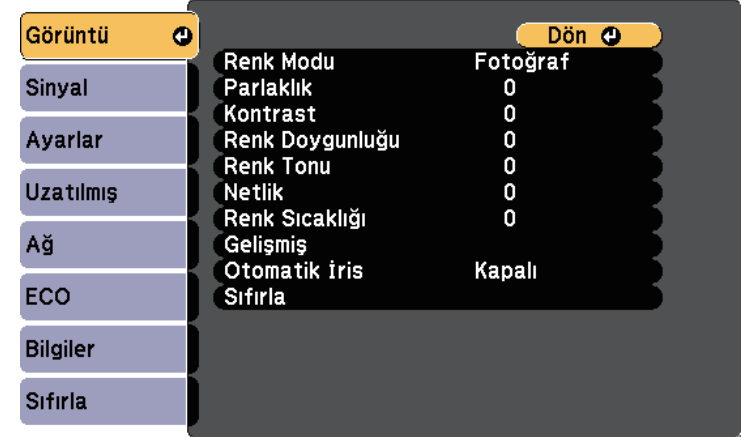 Görüntü
Dön
Renk Modu Fotoğraf
Sinyal
Parlaklık 0
Kontrast 0
Ayarlar
Renk Doygunluğu 0
Renk Tonu 0
Uzatılmış
Netlik 0
Renk Sıcaklığı 0
Ağ
Gelişmiş
Otomatik İris Kapalı
ECO
Sıfırla
Bilgiler
Sıfırla